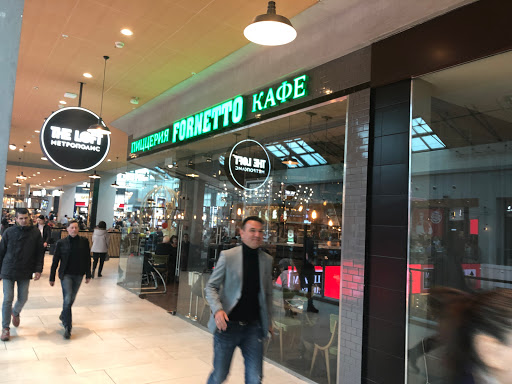 THE LOFT
МЕТРОПОЛИС
ПИЦЦЕРИЯ FORNETTO КАФЕ
THE LOFT
МЕТРОПОЛИС